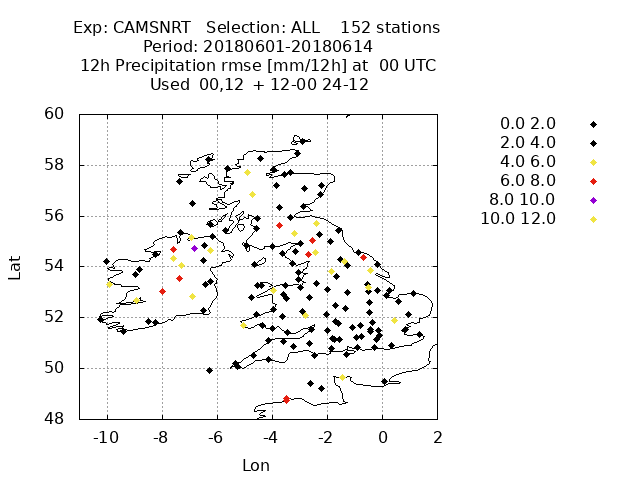 Exp: CAMSNRT Selection: ALL 152 stations
Period: 20180601-20180614
12h Precipitation rmse [mm/12h] at 00 UTC
Used 00,12 + 12-00 24-12
60
58
56
54
52
50
48
Lat
-10 -8 -6 -4 -2 0 2
Lon
0.0 2.0
2.0 4.0
4.0 6.0
6.0 8.0
8.0 10.0
10.0 12.0